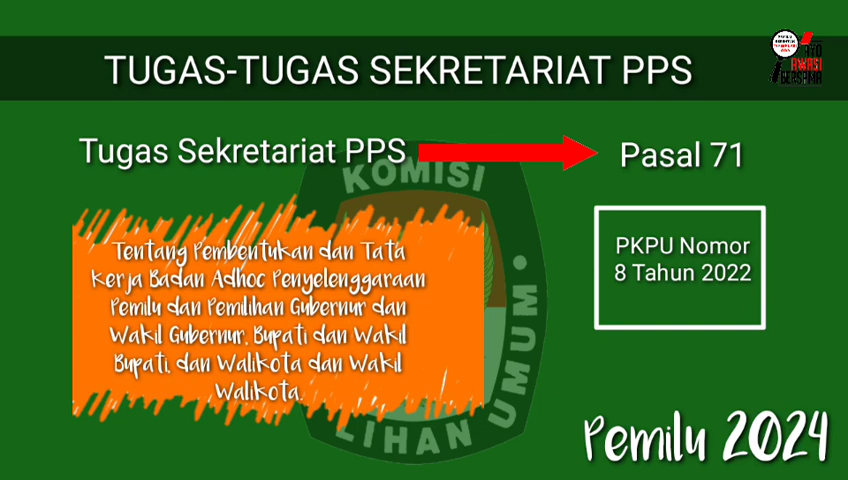 TUGAS-TUGAS SEKRETARIAT PPS
AWASI
BERSAMA
Tugas Sekretariat PPS
Pasal 71
KOMISI
Tentang Pembentukan dan Tata
Kerja Badan Adhoc Penyelenggaraan
Pemilu dan Pemilihan Gubernur dan
Wakil Gubernur, Bupati dan Wakil
Bupati, dan Walikota dan Wakil
Walikota.
PKPU Nomor
8 Tahun 2022
LIHAN UMUM
Pemilu 2024